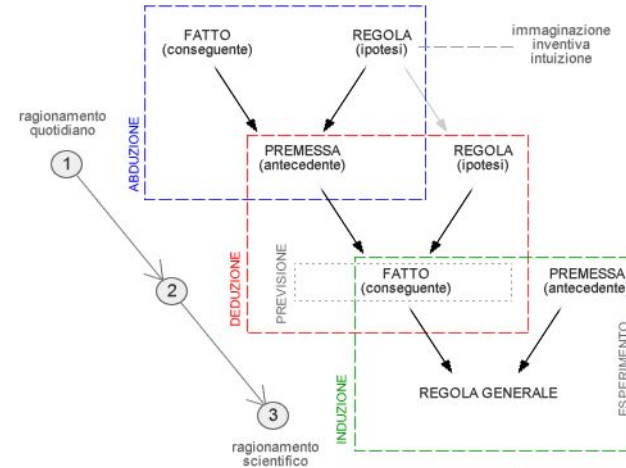 FATTO
(conseguente)
REGOLA
(ipotesi)
immaginazione
inventiva
intuizione
ragionamento
quotidiano
1
ABDUZIONE
PREMESSA
(antecedente)
REGOLA
(ipotesi)
2
DEDUZIONE
PREVISIONE
FATTO
(conseguente)
PREMESSA
(antecedente
INDUZIONE
REGOLA GENERALE
ESPERIMENTO
3
ragionamento
scientifico